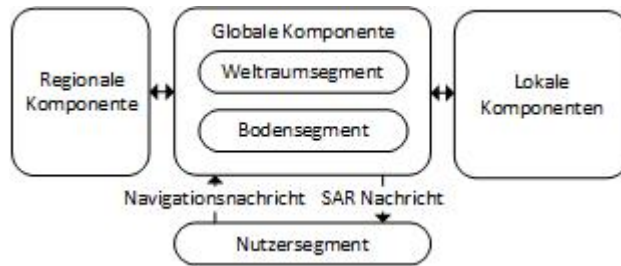 Globale Komponente
Weltraumsegment
Bodensegment
Regionale
Komponente
Lokale
Komponenten
Navigationsnachricht
SAR Nachricht
Nutzersegment